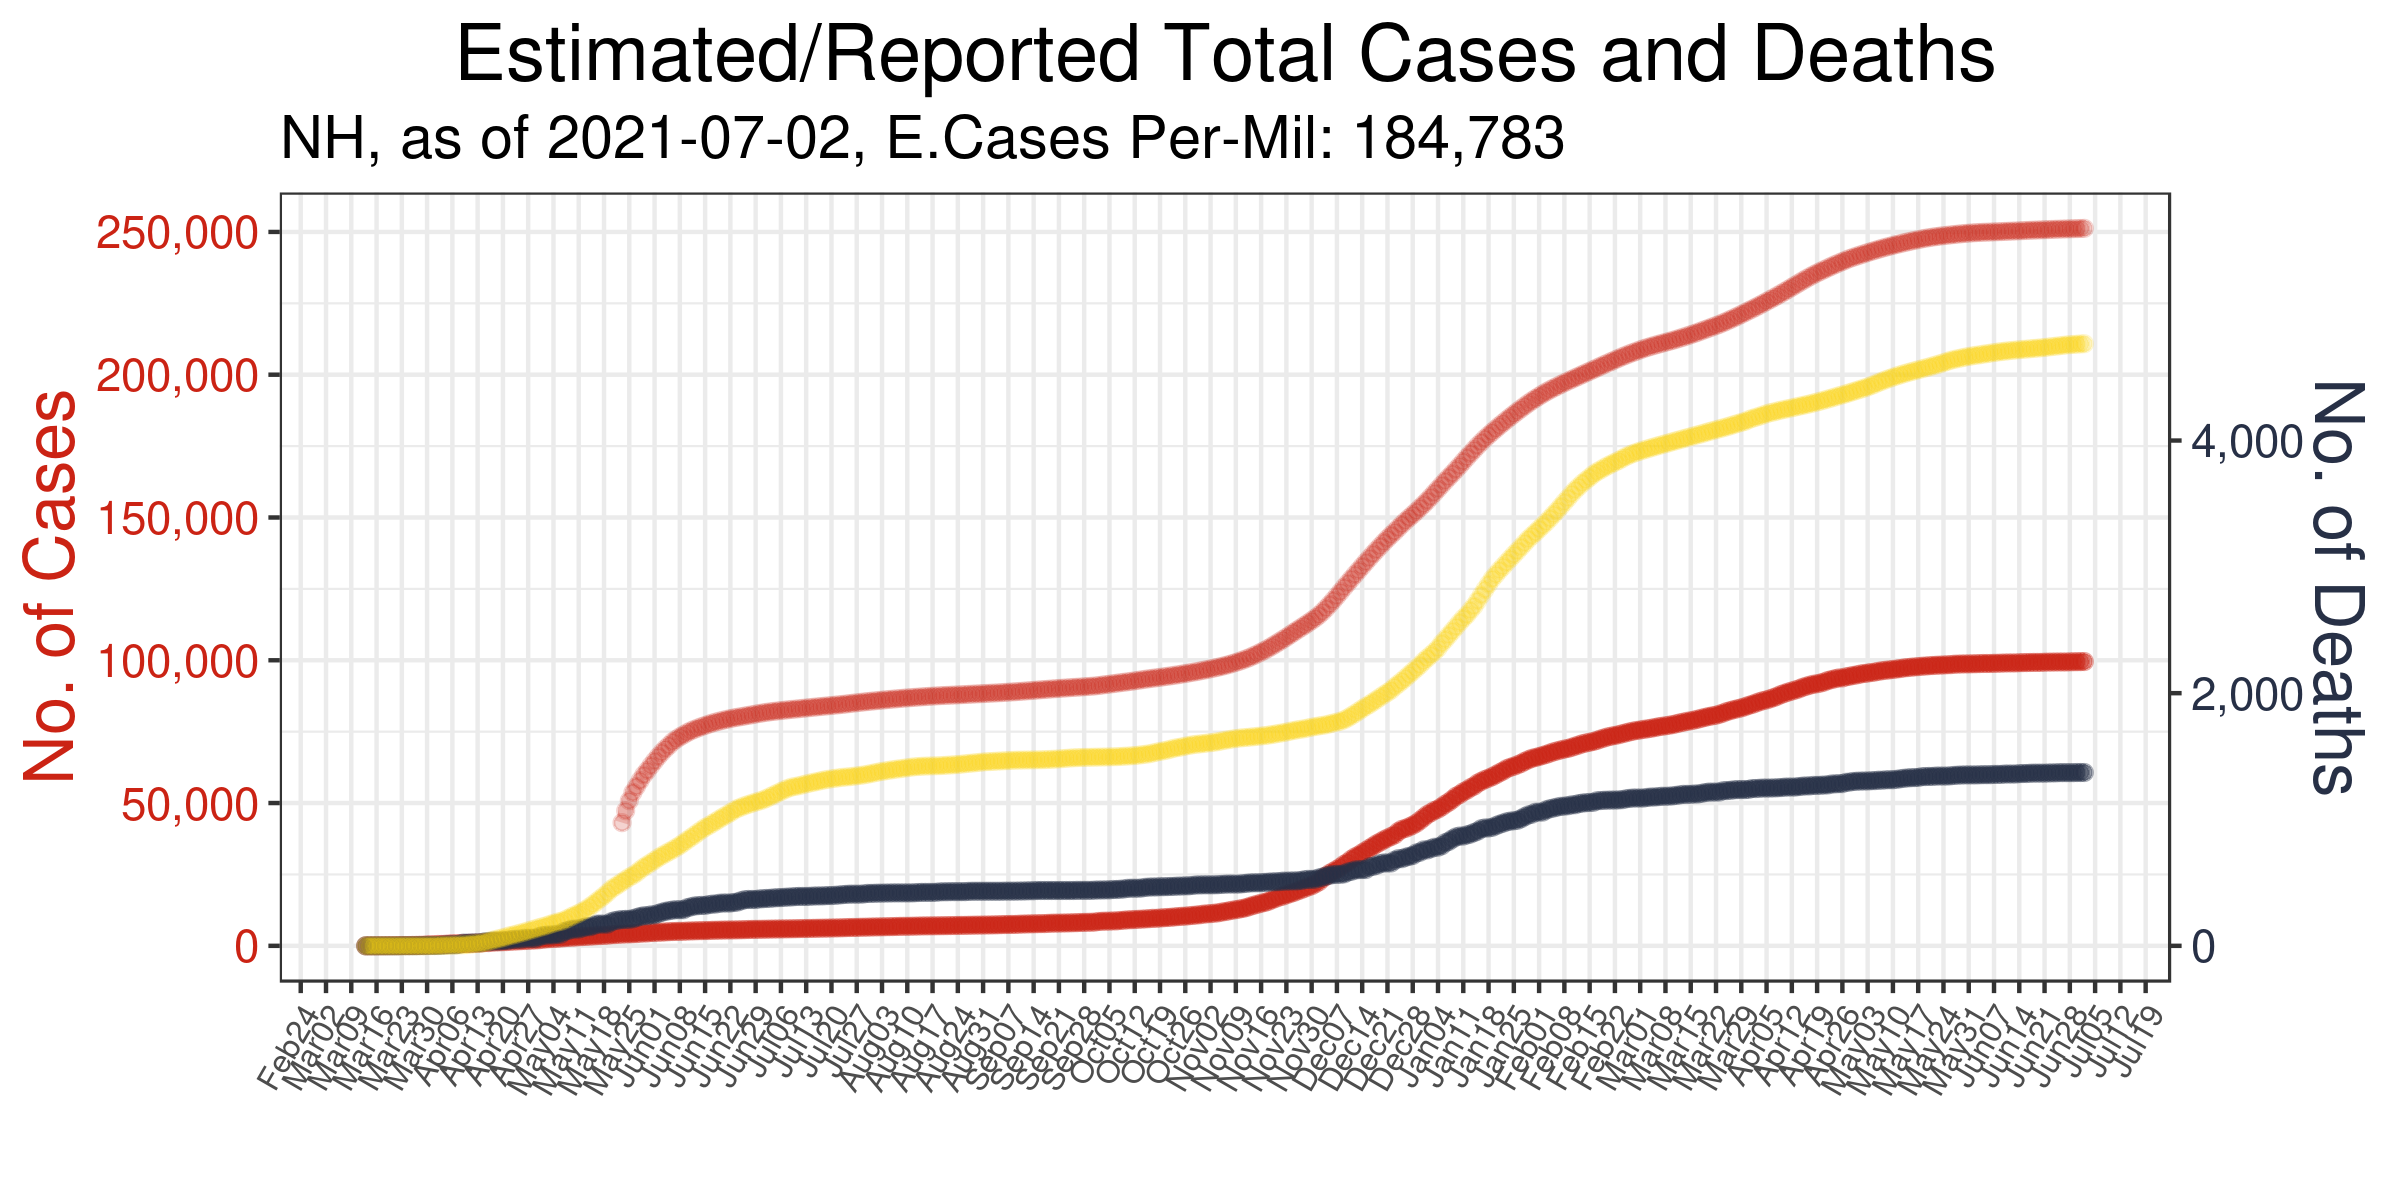 Estimated/Reported Total Cases and Deaths
NH, as of 2021-07-02, E.Cases Per-Mil: 184,783
No. of Cases
250,000
200,000
150,000
100,000
50,000
0
No. of Deaths
4,000
2,000
0
Feb24
Mar02
Mar09
Mar16
Mar23
Mar30
Apr06
Apr13
Apr20
Apr27
May04
May11
May18
May25
Jun01
Jun08
Jun15
Jun22
Jun29
Jul06
Jul13
Jul20
Jul27
Aug03
Aug10
Aug17
Aug24
Aug31
Sep07
Sep14
Sep21
Sep28
Oct05
Oct12
Oct19
Oct26
Nov02
Nov09
Nov16
Nov23
Nov30
Dec07
Dec14
Dec21
Dec28
Jan04
Jan11
Jan18
Jan25
Feb01
Feb08
Feb15
Feb22
Mar01
Mar08
Mar15
Mar22
Mar29
Apr05
Apr12
Apr19
Apr26
May03
May10
May17
May24
May31
Jun07
Jun14
Jun21
Jun28
Jul05
Jul12
Jul19